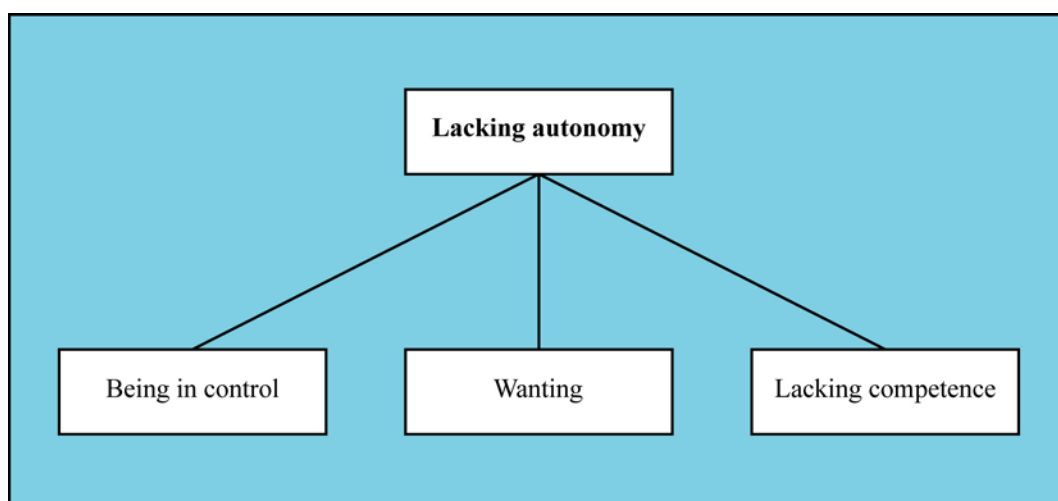 Lacking autonomy
Being in control
Wanting
Lacking competence